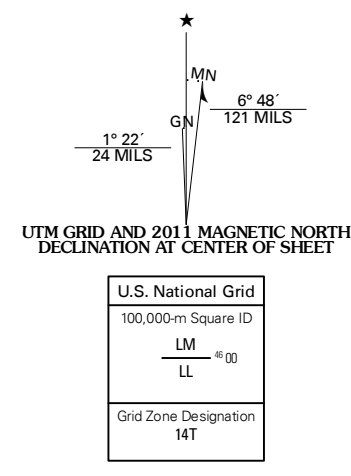 ★
MN
GN
6° 48´
121 MILS
1° 22´
24 MILS
UTM GRID AND 2011 MAGNETIC NORTH
DECLINATION AT CENTER OF SHEET
U.S. National Grid
100,000-m Square ID
LM
46 00
LL
Grid Zone Designation
14T